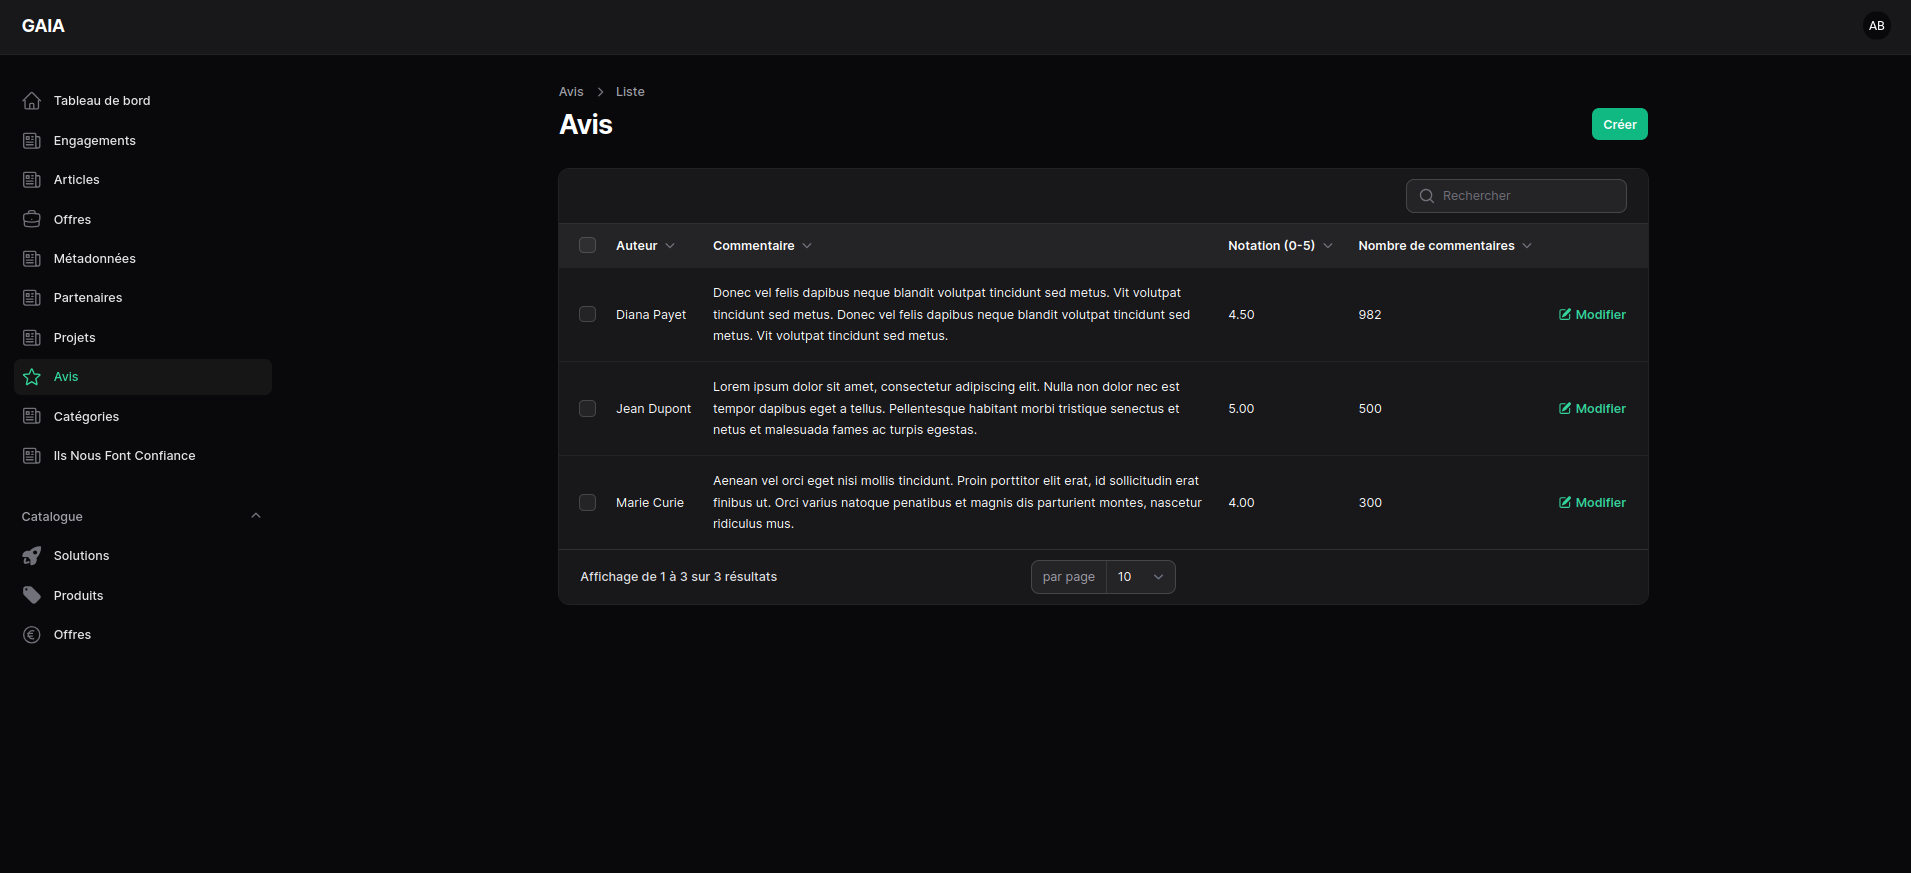 GAIA
AB
Tableau de bord
Engagements
Articles
Offres
Métadonnées
Partenaires
Projets
Avis
Catégories
Ils Nous Font Confiance
Catalogue
Solutions
Produits
Offres
Avis Liste
Avis
Créer
Rechercher
Auteur Commentaire Notation (0-5) Nombre de commentaires
Donec vel felis dapibus neque blandit volutpat tincidunt sed metus. Vit volutpat
Diana Payet tincidunt sed metus. Donec vel felis dapibus neque blandit volutpat tincidunt sed 4.50 982 Modifier
metus. Vit volutpat tincidunt sed metus.
Lorem ipsum dolor sit amet, consectetur adipiscing elit. Nulla non dolor nec est
Jean Dupont tempor dapibus eget a tellus. Pellentesque habitant morbi tristique senectus et 5.00 500 Modifier
netus et malesuada fames ac turpis egestas.
Aenean vel orci eget nisi mollis tincidunt. Proin porttitor elit erat, id sollicitudin erat
Marie Curie finibus ut. Orci varius natoque penatibus et magnis dis parturient montes, nascetur 4.00 300 Modifier
ridiculus mus.
Affichage de 1 à 3 sur 3 résultats par page 10